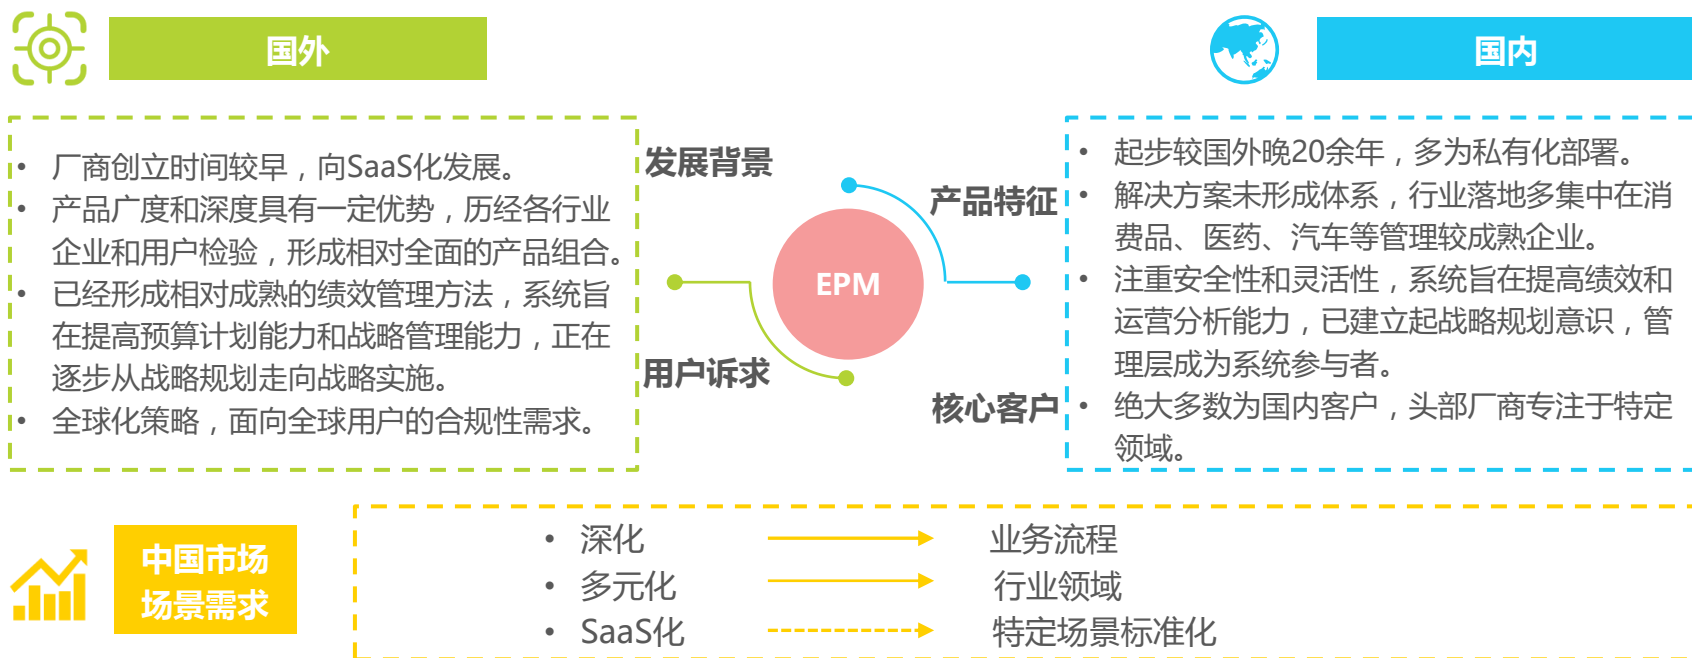 国外
国内
• 厂商创立时间较早，向SaaS化发展。
• 产品广度和深度具有一定优势，历经各行业
企业和用户检验，形成相对全面的产品组合。
• 已经形成相对成熟的绩效管理方法，系统旨
在提高预算计划能力和战略管理能力，正在
逐步从战略规划走向战略实施。
• 全球化策略，面向全球用户的合规性需求。
发展背景
产品特征
EPM
用户诉求
核心客户
• 起步较国外晚20余年，多为私有化部署。
• 解决方案未形成体系，行业落地多集中在消
费品、医药、汽车等管理较成熟企业。
• 注重安全性和灵活性，系统旨在提高绩效和
运营分析能力，已建立起战略规划意识，管
理层成为系统参与者。
• 绝大多数为国内客户，头部厂商专注于特定
领域。
中国市场
场景需求
• 深化 业务流程
• 多元化 行业领域
• SaaS化 特定场景标准化